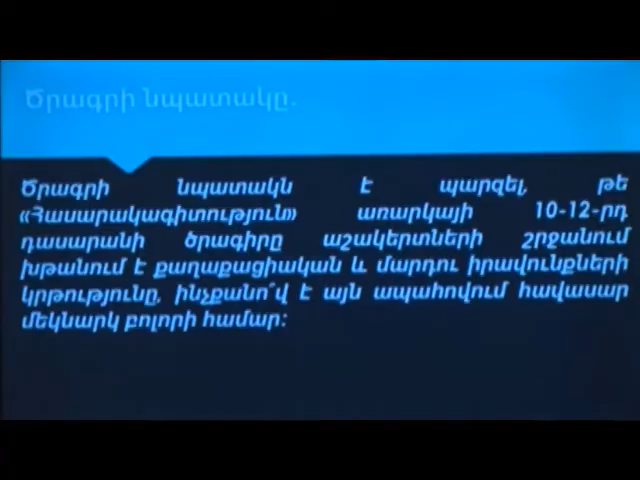 Ծրագրի նպատակը.
Ծրագրի նպատակն է պարզել, թե
«Հասարակագիտություն» առարկայի 10-12-րդ
դասարանի ծրագիրը աշակերտների շրջանում
խթանում է քաղաքացիական և մարդու իրավունքների
կրթությունը, ինչքանո՞վ է այն ապահովում հավասար
մեկնարկ բոլորի համար: